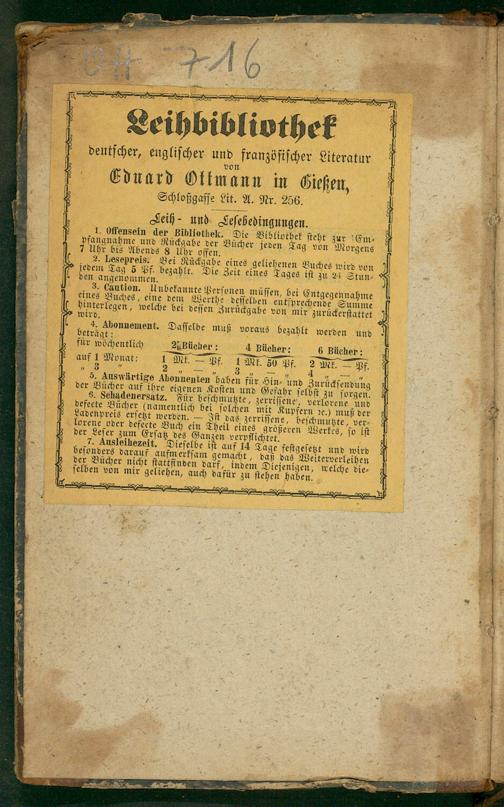 OH 716
Leihbibliothek
deutscher, englischer und französischer Literatur
von
Eduard Ottmann in Gießen,
Schloßgasse Lit. A. Nr. 256.
Leih- und Lesebedingungen.
1. Offensein der Bibliothek. Die Bibliothek steht zur Em-
pfangnahme und Rückgabe der Bücher jeden Tag von Morgens
7 Uhr bis Abends 8 Uhr offen.
2. Lesepreis. Bei Rückgabe eines geliehenen Buches wird von
jedem Tag 5 Pf. bezahlt. Die Zeit eines Tages ist zu 24 Stun-
den angenommen.
3. Caution. Unbekannte Personen müssen, bei Entgegennahme
eines Buches, eine dem Werthe desselben entsprechende Summe
hinterlegen, welche bei dessen Zurückgabe von mir zurückerstattet
wird.
4. Abonnement. Dasselbe muß voraus bezahlt werden und
beträgt:
für wöchentlich 2 Bücher: 4 Bücher: 6 Bücher:
auf 1 Monat: 1 Mk. — Pf. 1 Mk. 50 Pf. 2 Mk. — Pf.
„ 3 „ 2 „ — „ 3 „ — „ 4 „ — „
5. Auswärtige Abonnenten haben für Hin- und Zurücksendung
der Bücher auf ihre eigenen Kosten und Gefahr selbst zu sorgen.
6. Schadenersatz. Für beschmutzte, zerrissene, verlorene und
defecte Bücher (namentlich bei solchen mit Kupfern ꝛc.) muß der
Ladenpreis ersetzt werden. — Ist das zerrissene, beschmutzte, ver-
lorene oder defecte Buch ein Theil eines größeren Werkes, so ist
der Leser zum Ersatz des Ganzen verpflichtet.
7. Ausleihezeit. Dieselbe ist auf 14 Tage festgesetzt und wird
besonders darauf aufmerksam gemacht, daß das Weiterverleihen
der Bücher nicht stattfinden darf, indem Diejenigen, welche die-
selben von mir geliehen, auch dafür zu stehen haben.